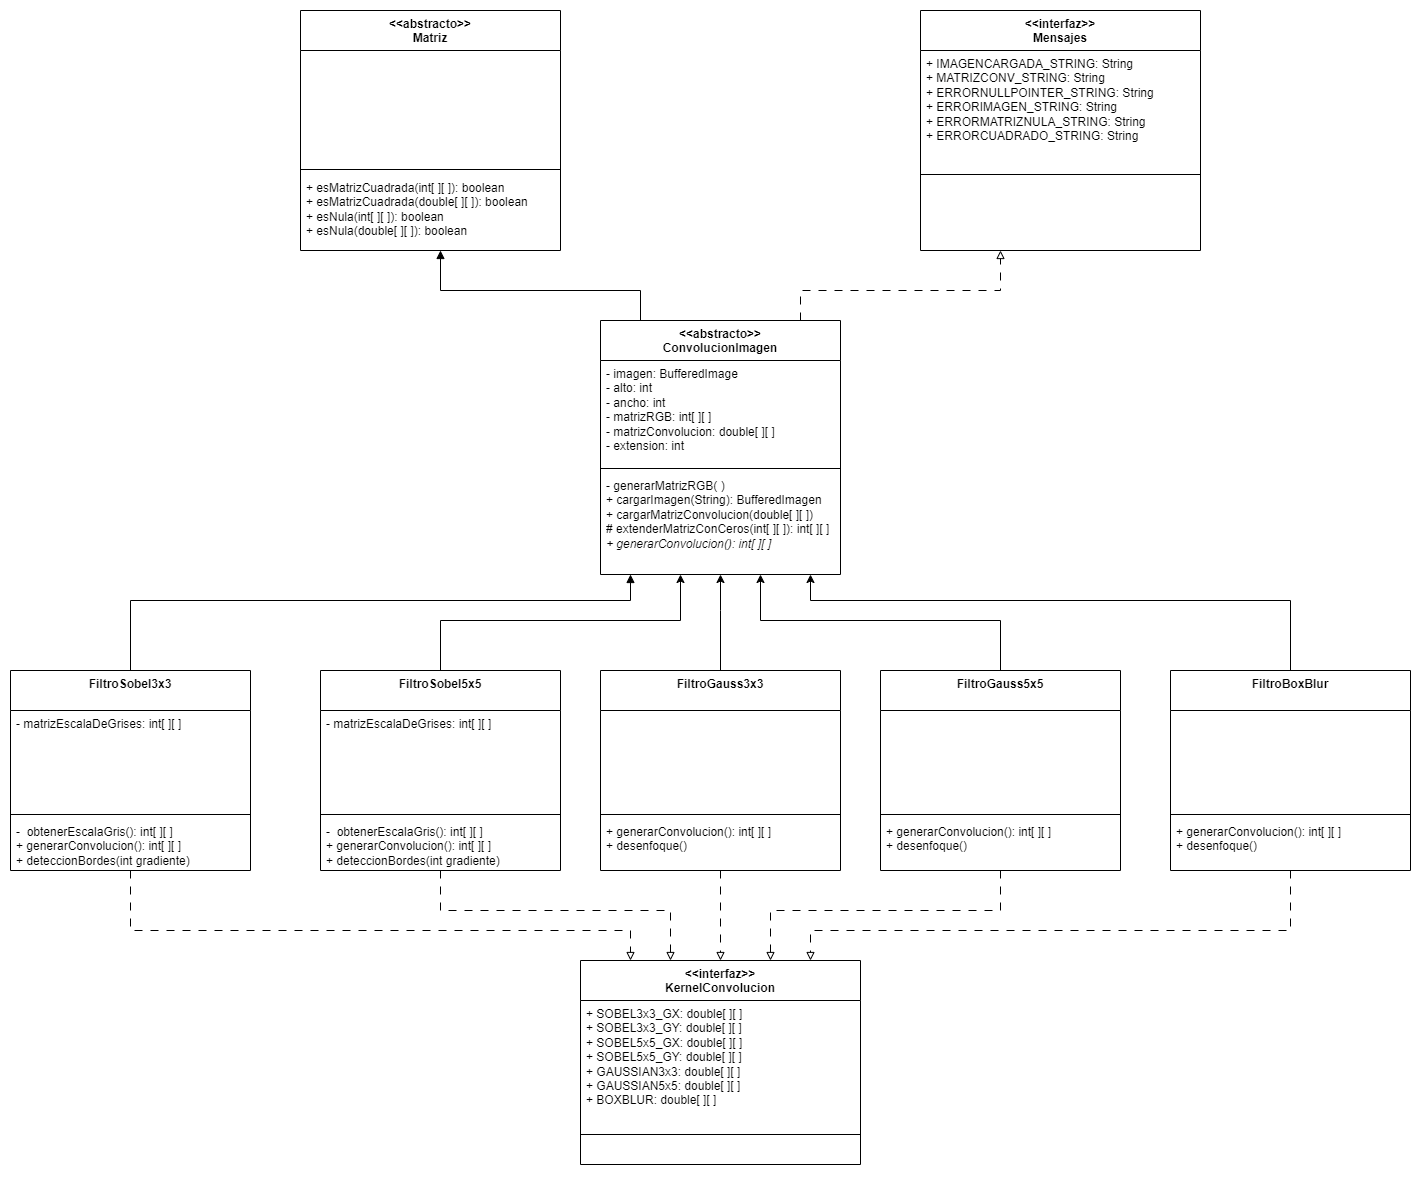 <<abstracto>>
Matriz
+ esMatrizCuadrada(int[ ][ ]): boolean
+ esMatrizCuadrada(double[ ][ ]): boolean
+ esNula(int[ ][ ]): boolean
+ esNula(double[ ][ ]): boolean
<<interfaz>>
Mensajes
+ IMAGENCARGADA_STRING: String
+ MATRIZCONV_STRING: String
+ ERRORNULLPOINTER_STRING: String
+ ERRORIMAGEN_STRING: String
+ ERRORMATRIZNULA_STRING: String
+ ERRORCUADRADO_STRING: String
<<abstracto>>
ConvolucionImagen
- imagen: BufferedImage
- alto: int
- ancho: int
- matrizRGB: int[ ][ ]
- matrizConvolucion: double[ ][ ]
- extension: int
- generarMatrizRGB( )
+ cargarImagen(String): BufferedImagen
+ cargarMatrizConvolucion(double[ ][ ])
# extenderMatrizConCeros(int[ ][ ]): int[ ][ ]
+ generarConvolucion(): int[ ][ ]
FiltroSobel3x3
- matrizEscalaDeGrises: int[ ][ ]
- obtenerEscalaGris(): int[ ][ ]
+ generarConvolucion(): int[ ][ ]
+ deteccionBordes(int gradiente)
FiltroSobel5x5
- matrizEscalaDeGrises: int[ ][ ]
- obtenerEscalaGris(): int[ ][ ]
+ generarConvolucion(): int[ ][ ]
+ deteccionBordes(int gradiente)
FiltroGauss3x3
+ generarConvolucion(): int[ ][ ]
+ desenfoque()
FiltroGauss5x5
+ generarConvolucion(): int[ ][ ]
+ desenfoque()
FiltroBoxBlur
+ generarConvolucion(): int[ ][ ]
+ desenfoque()
<<interfaz>>
KernelConvolucion
+ SOBEL3x3_GX: double[ ][ ]
+ SOBEL3x3_GY: double[ ][ ]
+ SOBEL5x5_GX: double[ ][ ]
+ SOBEL5x5_GY: double[ ][ ]
+ GAUSSIAN3x3: double[ ][ ]
+ GAUSSIAN5x5: double[ ][ ]
+ BOXBLUR: double[ ][ ]